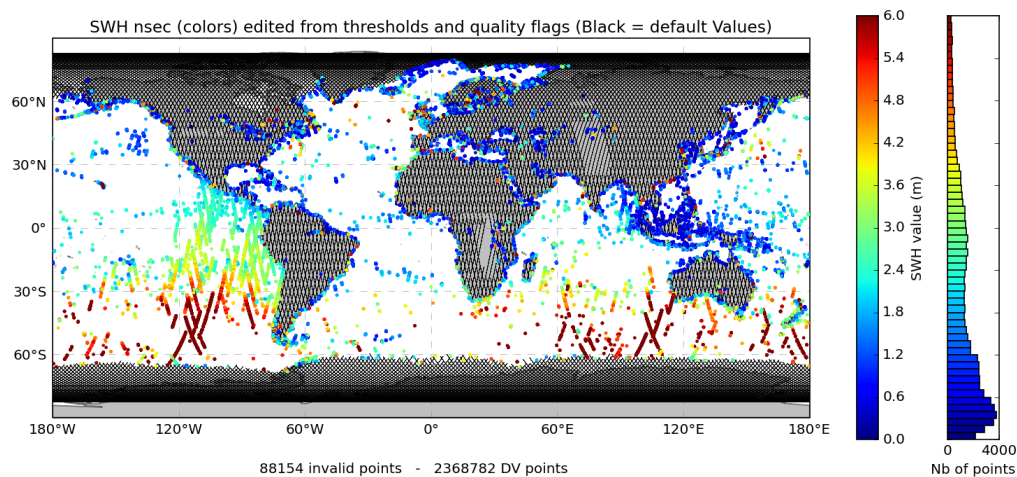 SWH nsec (colors) edited from thresholds and quality flags (Black = default Values)
60°N
30°N
0°
30°S
60°S
180°W
120°W
60°W
0°
60°E
120°E
180°E
6.0
5.4
4.8
4.2
3.6
3.0
2.4
1.8
1.2
0.6
0.0
SWH value (m)
0
4000
Nb of points
88154 invalid points - 2368782 DV points